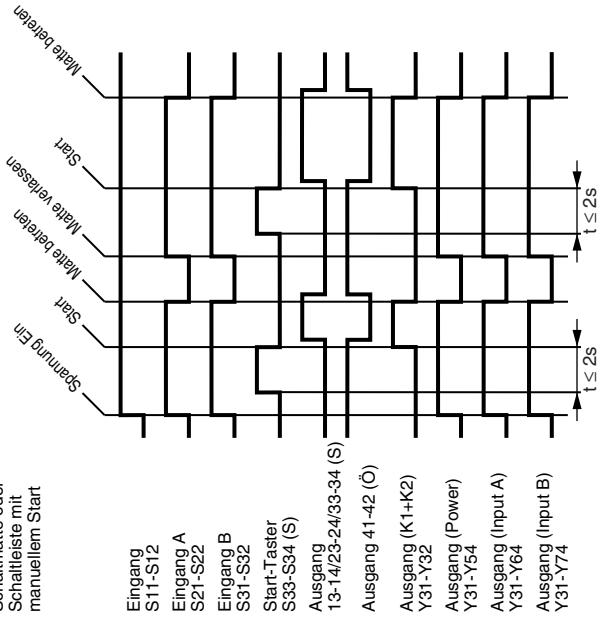 Schaltleiste mit
manuellem Start
Spannung Ein
Start
Matte betreten
Matte verlassen
Start
Matte betreten
Eingang
S11-S12
Eingang A
S21-S22
Eingang B
S31-S32
Start-Taster
S33-S34 (S)
Ausgang
13-14/23-24/33-34 (S)
Ausgang 41-42 (Ö)
Ausgang (K1+K2)
Y31-Y32
Ausgang (Power)
Y31-Y54
Ausgang (Input A)
Y31-Y64
Ausgang (Input B)
Y31-Y74
t ≤ 2s
t ≤ 2s